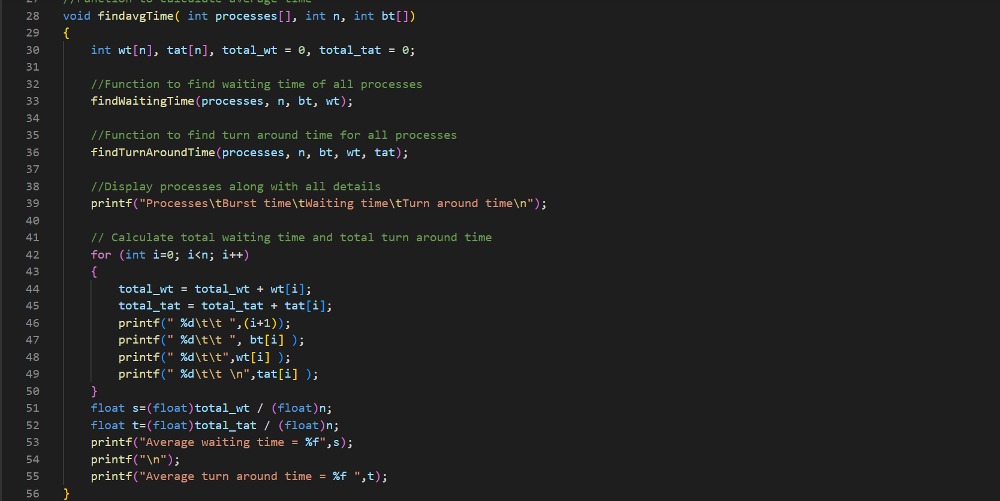 27 //Function to calculate average time
28 void findavgTime( int processes[], int n, int bt[])
29 {
30 int wt[n], tat[n], total_wt = 0, total_tat = 0;
31
32 //Function to find waiting time of all processes
33 findWaitingTime(processes, n, bt, wt);
34
35 //Function to find turn around time for all processes
36 findTurnAroundTime(processes, n, bt, wt, tat);
37
38 //Display processes along with all details
39 printf("Processes\tBurst time\tWaiting time\tTurn around time\n");
40
41 // Calculate total waiting time and total turn around time
42 for (int i=0; i<n; i++)
43 {
44 total_wt = total_wt + wt[i];
45 total_tat = total_tat + tat[i];
46 printf(" %d\t\t ",(i+1));
47 printf(" %d\t\t ", bt[i] );
48 printf(" %d\t\t",wt[i] );
49 printf(" %d\t\t \n",tat[i] );
50 }
51 float s=(float)total_wt / (float)n;
52 float t=(float)total_tat / (float)n;
53 printf("Average waiting time = %f",s);
54 printf("\n");
55 printf("Average turn around time = %f ",t);
56 }